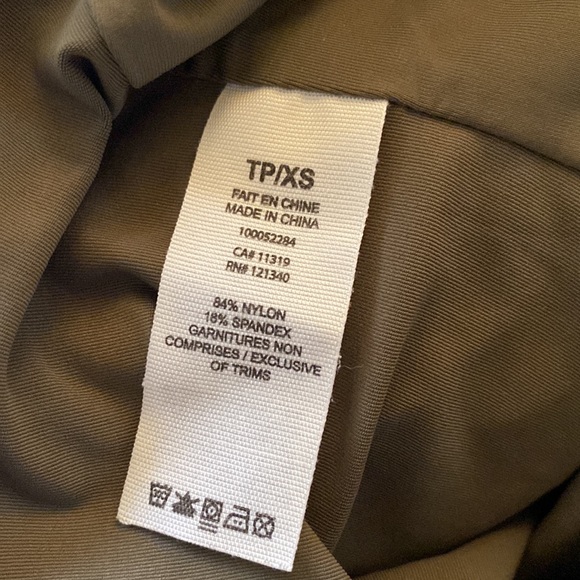 TP/XS
FAIT EN CHINE
MADE IN CHINA
100052284
CA# 11319
RN# 121340
84% NYLON
16% SPANDEX
GARNITURES NON
COMPRISES / EXCLUSIVE
OF TRIMS